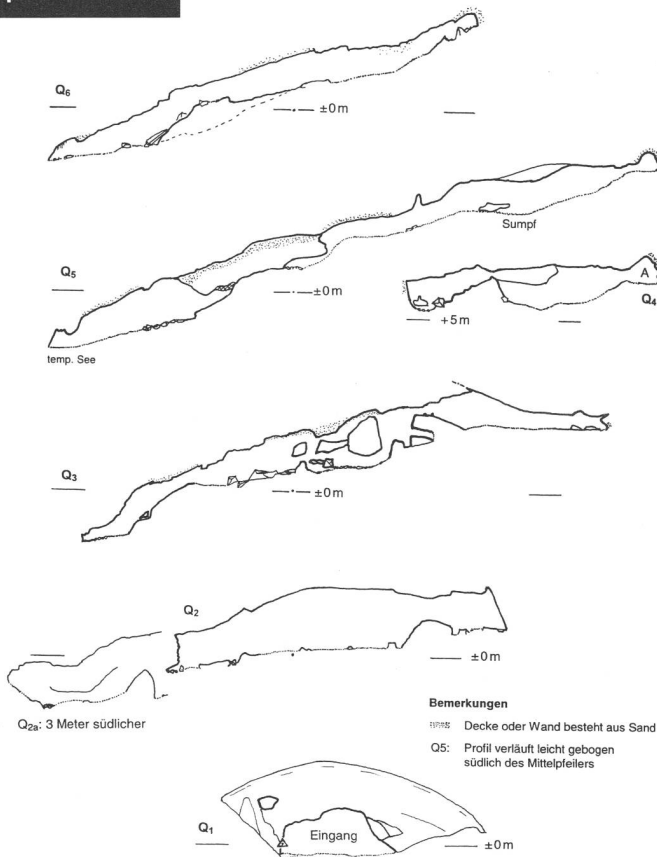 Q6
±0m
Sumpf
Q5
±0m
A
Q4
+5m
temp. See
Q3
±0m
Q2
±0m
Q2a: 3 Meter südlicher
Bemerkungen
Decke oder Wand besteht aus Sand
Q5: Profil verläuft leicht gebogen
südlich des Mittelpfeilers
Q1
Eingang
±0m